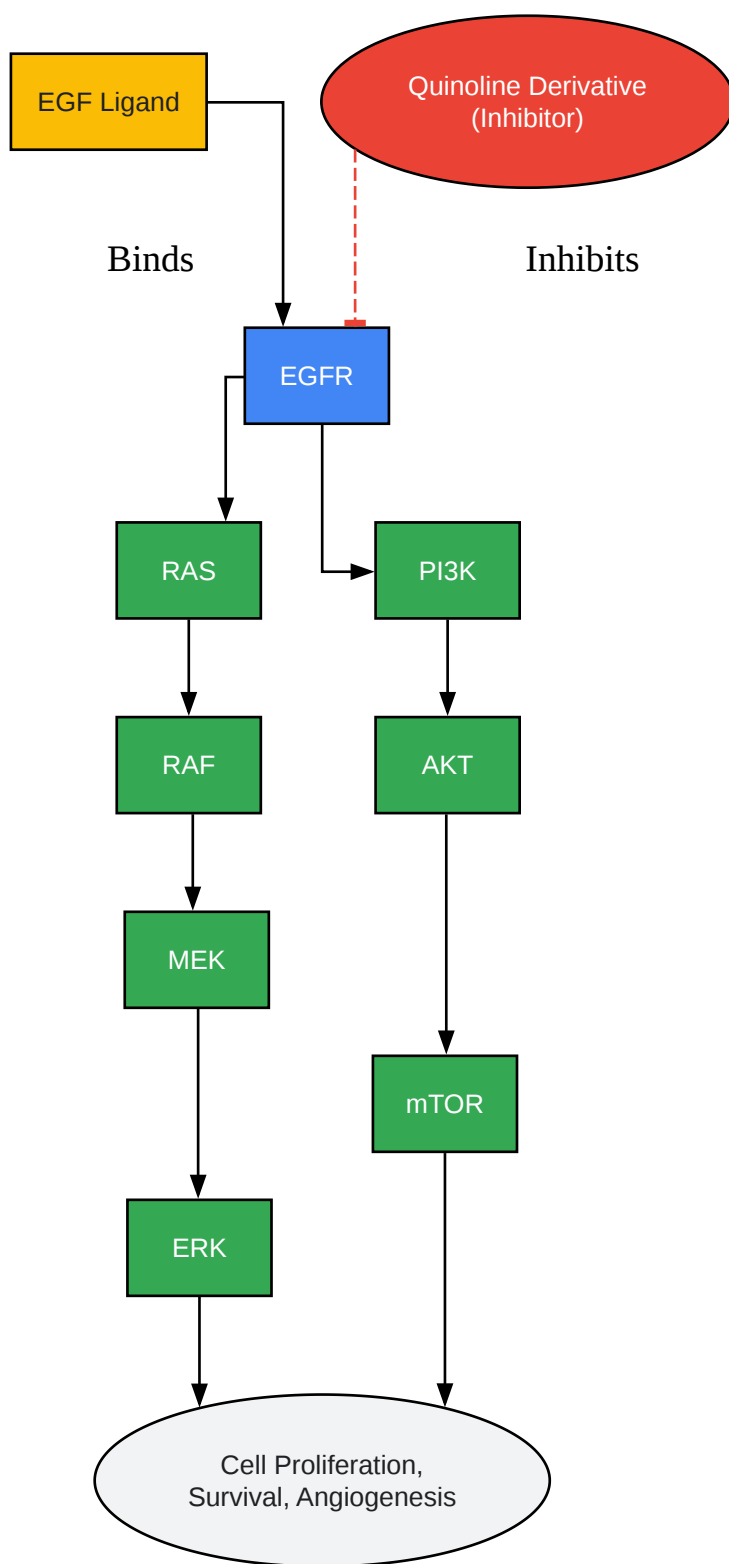 EGF Ligand
Quinoline Derivative
(Inhibitor)
Binds
Inhibits
EGFR
RAS
PI3K
RAF
AKT
MEK
mTOR
ERK
Cell Proliferation,
Survival, Angiogenesis